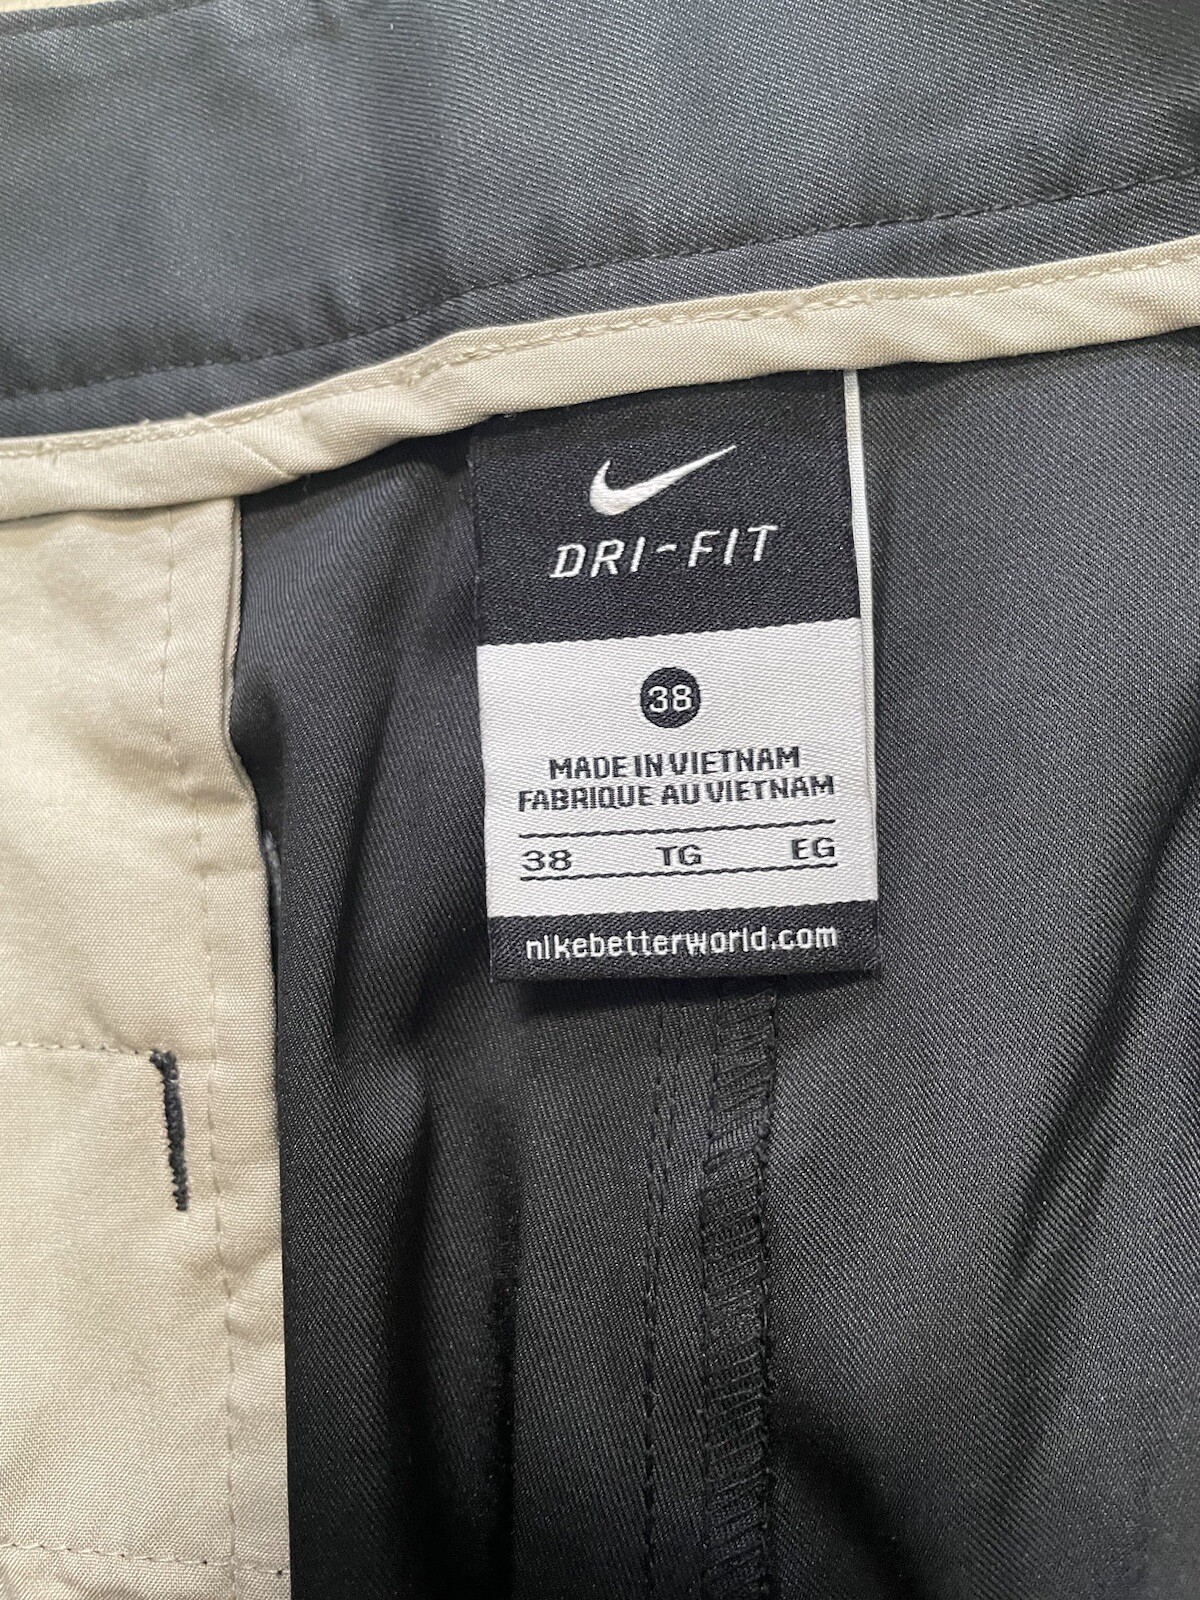 DRI-FIT
38
MADE IN VIETNAM
FABRIQUE AU VIETNAM
38 TG EG
nikebetterworld.com